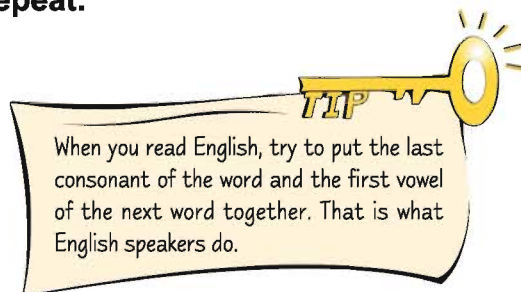 epeat.
TIP
When you read English, try to put the last
consonant of the word and the first vowel
of the next word together. That is what
English speakers do.